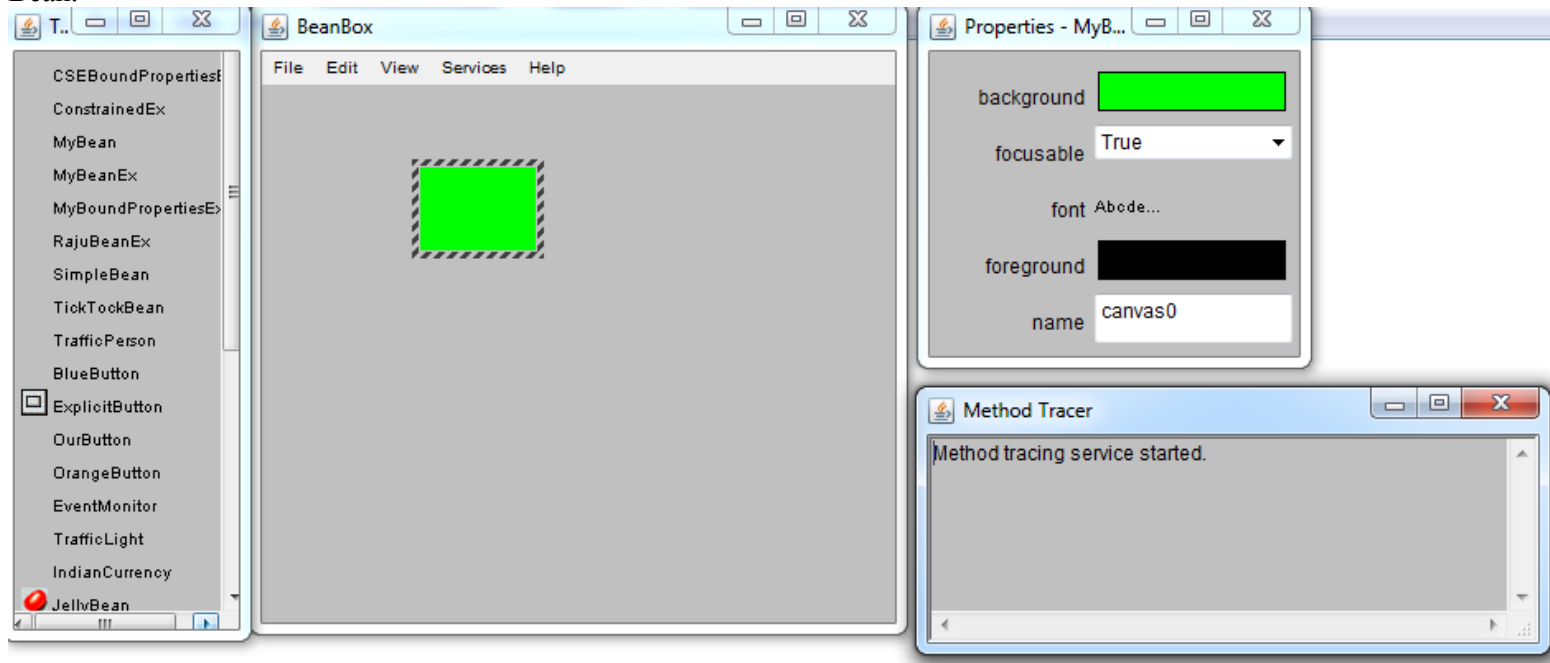 Bean.
T..
CSEBoundPropertiesE
ConstrainedEx
MyBean
MyBeanEx
MyBoundPropertiesEx
RajuBeanEx
SimpleBean
TickTockBean
TrafficPerson
BlueButton
ExplicitButton
OurButton
OrangeButton
EventMonitor
TrafficLight
IndianCurrency
JellyBean
BeanBox
File Edit View Services Help
Properties - MyB...
background
focusable True
font Abcde...
foreground
name canvas0
Method Tracer
Method tracing service started.